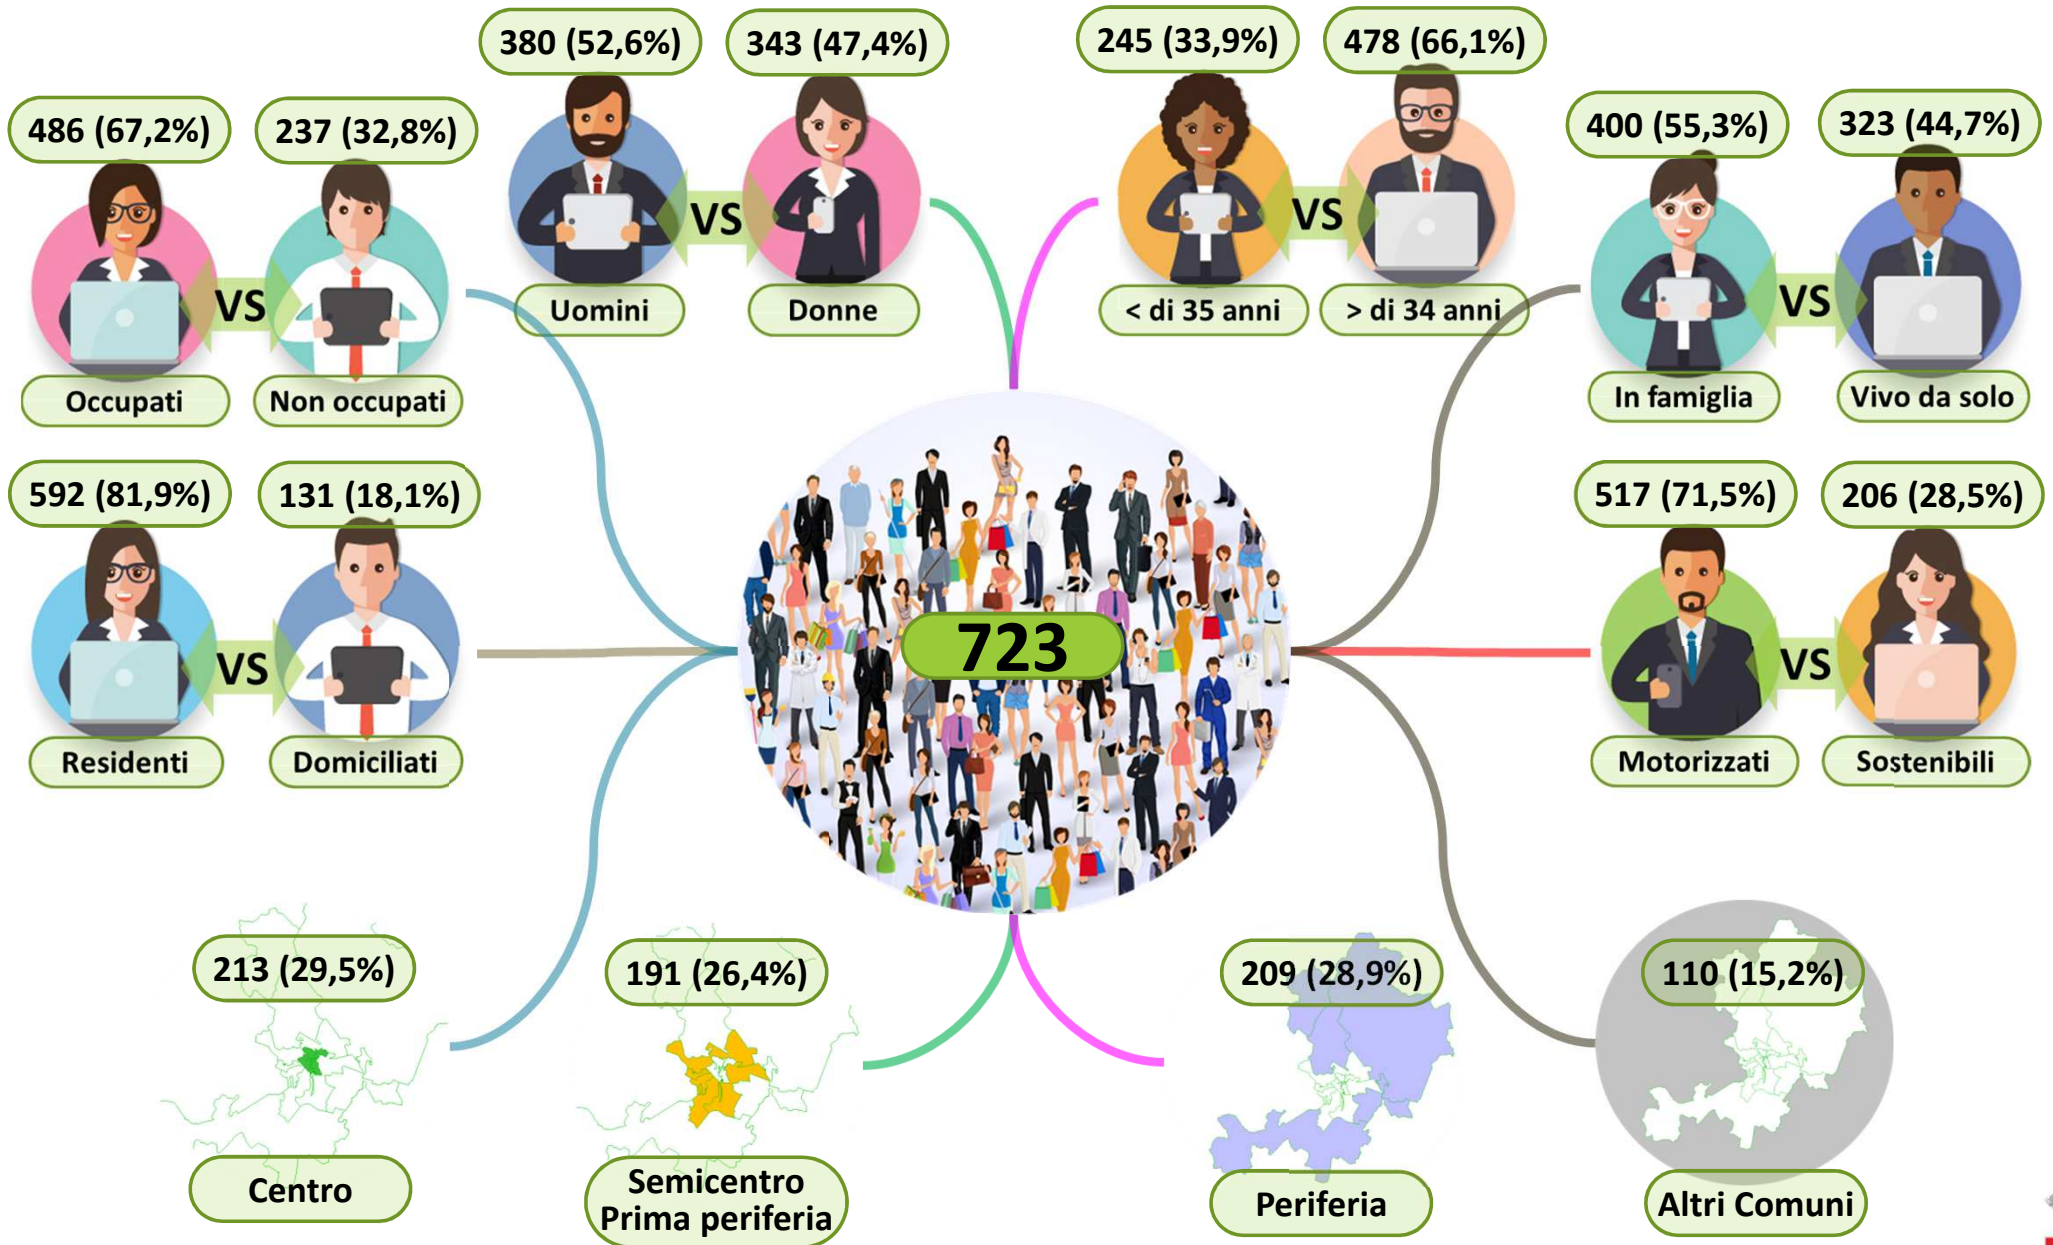 380 (52,6%)
343 (47,4%)
245 (33,9%)
478 (66,1%)
486 (67,2%)
237 (32,8%)
400 (55,3%)
323 (44,7%)
VS
VS
VS
VS
Uomini
Donne
< di 35 anni
> di 34 anni
Occupati
Non occupati
In famiglia
Vivo da solo
592 (81,9%)
131 (18,1%)
517 (71,5%)
206 (28,5%)
723
VS
VS
Residenti
Domiciliati
Motorizzati
Sostenibili
213 (29,5%)
191 (26,4%)
209 (28,9%)
110 (15,2%)
Centro
Semicentro
Prima periferia
Periferia
Altri Comuni